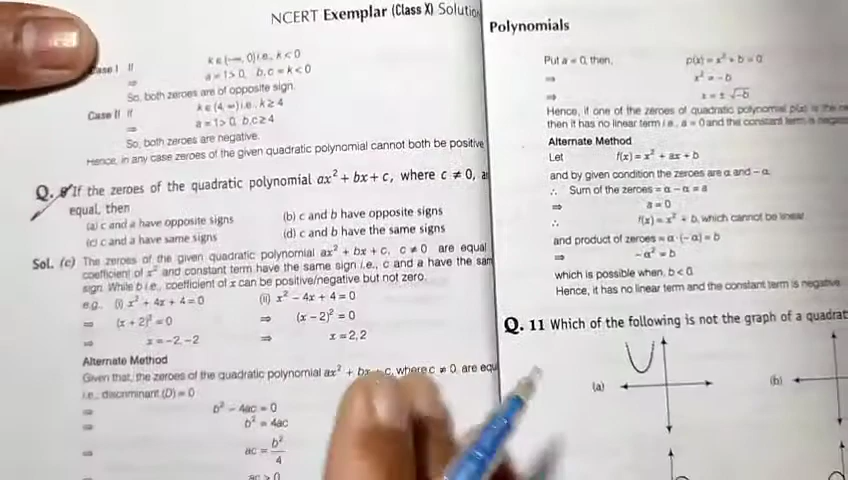 NCERT Exemplar (Class X) Solution
Case I If k ∈ (–∞, 0) i.e., k < 0
⇒ a = 1 > 0, b, c = k < 0
So, both zeroes are of opposite sign.
Case II If k ∈ (4, ∞) i.e., k ≥ 4
⇒ a = 1 > 0, b, c ≥ 4
So, both zeroes are negative.
Hence, in any case zeroes of the given quadratic polynomial cannot both be positive
Q. If the zeroes of the quadratic polynomial ax² + bx + c, where c ≠ 0, a
equal, then
(a) c and a have opposite signs (b) c and b have opposite signs
(c) c and a have same signs (d) c and b have the same signs
Sol. (c) The zeroes of the given quadratic polynomial ax² + bx + c, c ≠ 0 are equal
coefficient of x² and constant term have the same sign i.e., c and a have the sam
sign. While b i.e., coefficient of x can be positive/negative but not zero.
e.g. (i) x² + 4x + 4 = 0 (ii) x² – 4x + 4 = 0
⇒ (x + 2)² = 0 ⇒ (x – 2)² = 0
⇒ x = –2, –2 ⇒ x = 2, 2
Alternate Method
Given that, the zeroes of the quadratic polynomial ax² + bx + c, where c ≠ 0, are equ
i.e., discriminant (D) = 0
⇒ b² – 4ac = 0
⇒ b² = 4ac
⇒ ac = b²/4
ac > 0
Polynomials
Put a = 0, then, p(x) = x² + b = 0
⇒ x² = –b
⇒ x = ± √–b
Hence, if one of the zeroes of quadratic polynomial p(x) is the ne
then it has no linear term i.e., a = 0 and the constant term is negativ
Alternate Method
Let f(x) = x² + ax + b
and by given condition the zeroes are α and – α.
∴ Sum of the zeroes = α – α = a
⇒ a = 0
∴ f(x) = x² + b, which cannot be linear
and product of zeroes = α · (–α) = b
⇒ –α² = b
which is possible when, b < 0.
Hence, it has no linear term and the constant term is negative
Q. 11 Which of the following is not the graph of a quadrat
(a) (b)